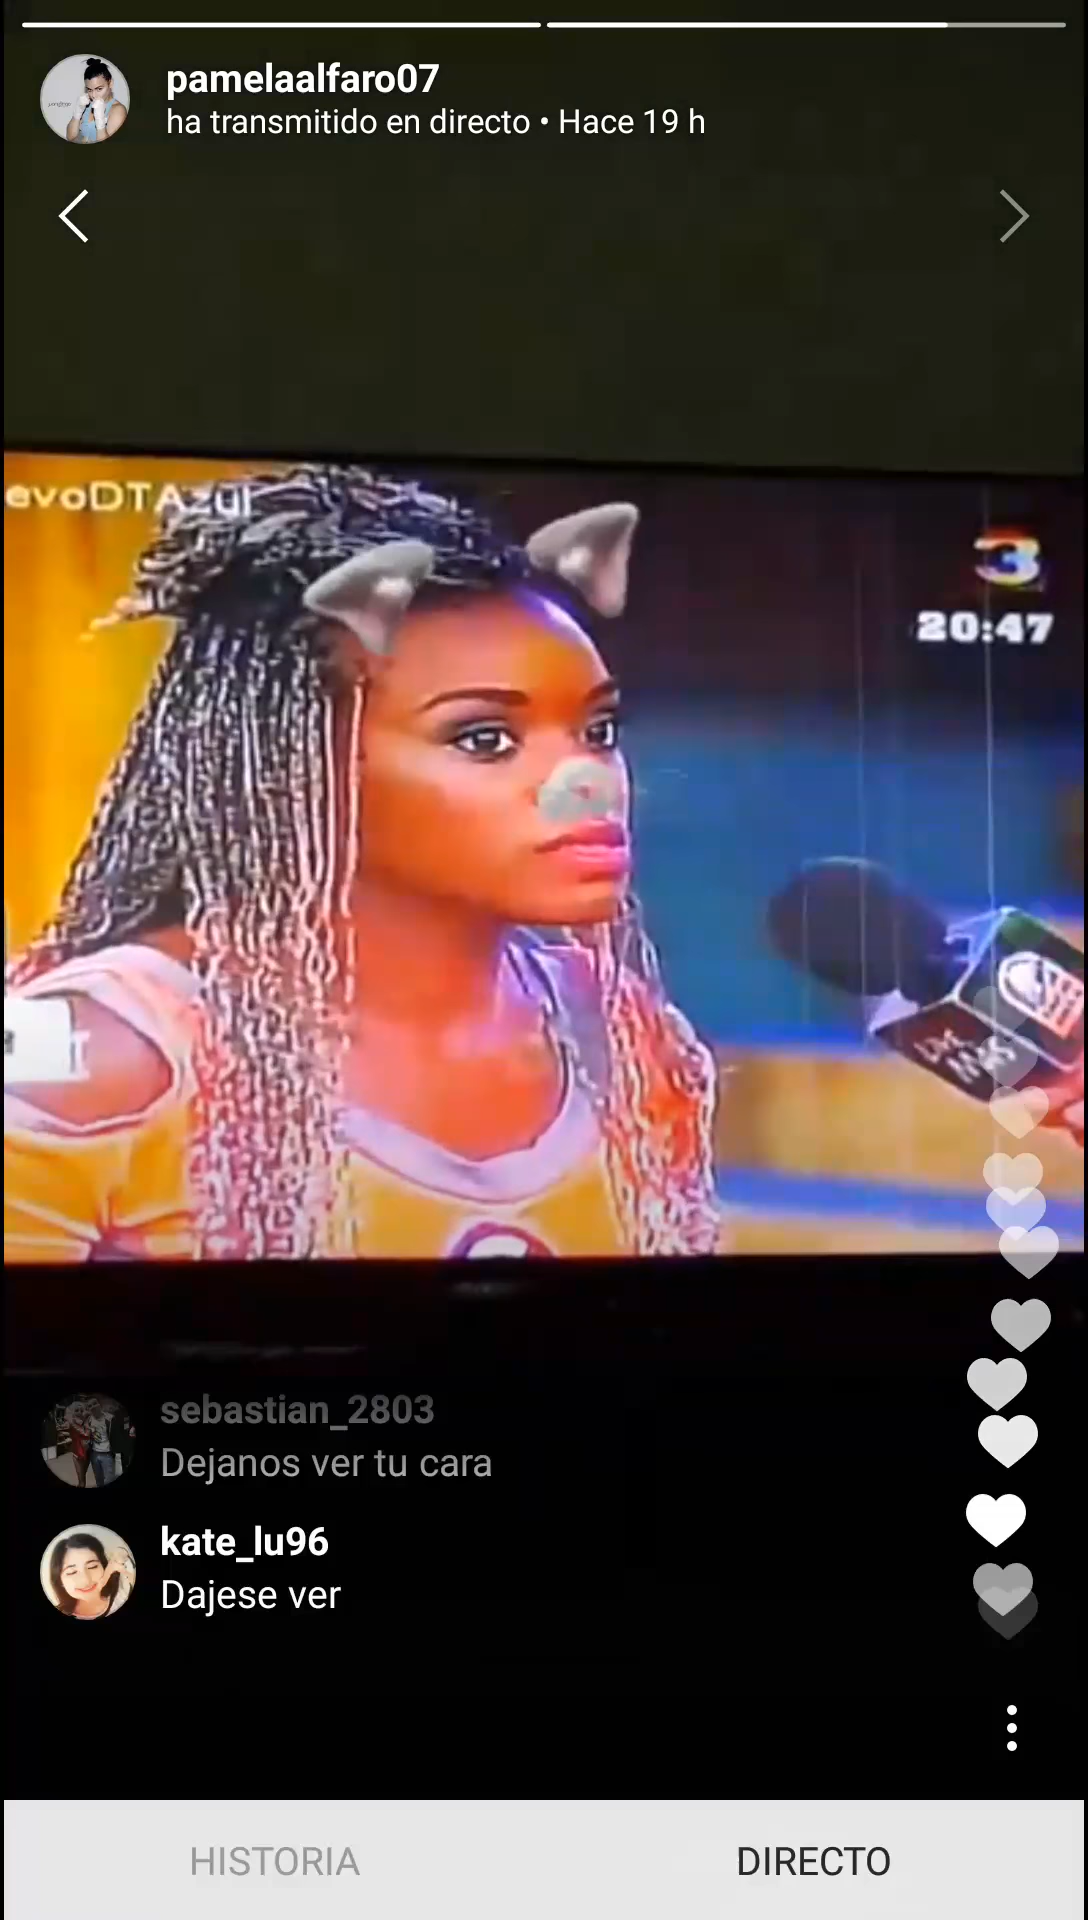 pamelaalfaro07
ha transmitido en directo • Hace 19 h
evoDTAzul
3
20:47
sebastian_2803
Dejanos ver tu cara
kate_lu96
Dajese ver
HISTORIA
DIRECTO